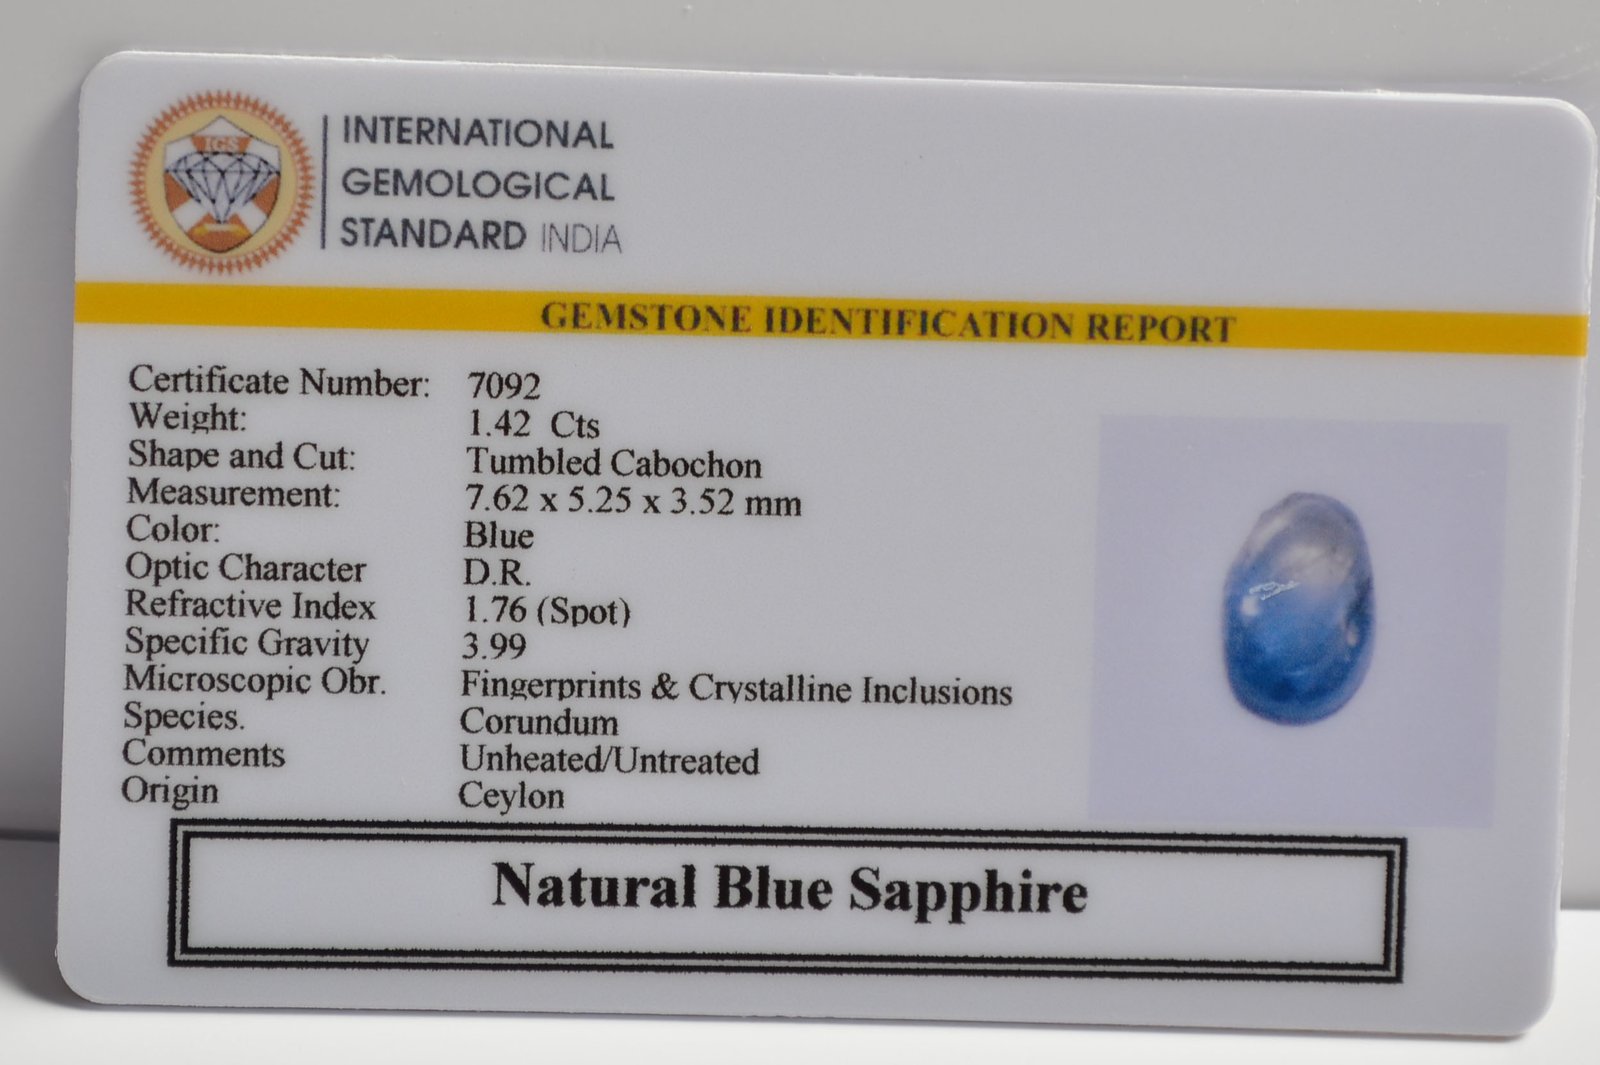 IGS
INTERNATIONAL
GEMOLOGICAL
STANDARD INDIA
GEMSTONE IDENTIFICATION REPORT
Certificate Number: 7092
Weight: 1.42 Cts
Shape and Cut: Tumbled Cabochon
Measurement: 7.62 x 5.25 x 3.52 mm
Color: Blue
Optic Character D.R.
Refractive Index 1.76 (Spot)
Specific Gravity 3.99
Microscopic Obr. Fingerprints & Crystalline Inclusions
Species. Corundum
Comments Unheated/Untreated
Origin Ceylon
Natural Blue Sapphire